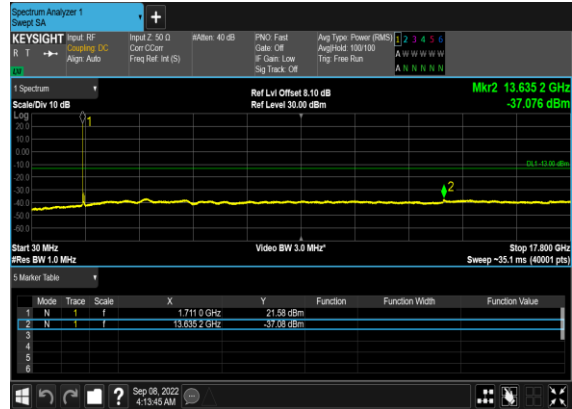 Spectrum Analyzer 1
Swept SA
+
KEYSIGHT Input: RF Input Z: 50 Ω #Atten: 40 dB PNO: Fast Avg Type: Power (RMS) 1 2 3 4 5 6
R T Coupling: DC Corr CCorr Gate: Off Avg|Hold: 100/100 A W W W W W
Align: Auto Freq Ref: Int (S) IF Gain: Low Trig: Free Run
Sig Track: Off A N N N N N
1 Spectrum Ref Lvl Offset 8.10 dB Mkr2 13.635 2 GHz
Scale/Div 10 dB Ref Level 30.00 dBm -37.076 dBm
Log
1
20.0
10.0
0.00
-10.0
DL1 -13.00 dBm
-20.0
-30.0
2
-40.0
-50.0
-60.0
Start 30 MHz Video BW 3.0 MHz* Stop 17.800 GHz
#Res BW 1.0 MHz Sweep ~35.1 ms (40001 pts)
5 Marker Table
Mode Trace Scale X Y Function Function Width Function Value
1 N 1 f 1.711 0 GHz 21.58 dBm
2 N 1 f 13.635 2 GHz -37.08 dBm
3
4
5
6
? Sep 08, 2022
4:13:45 AM